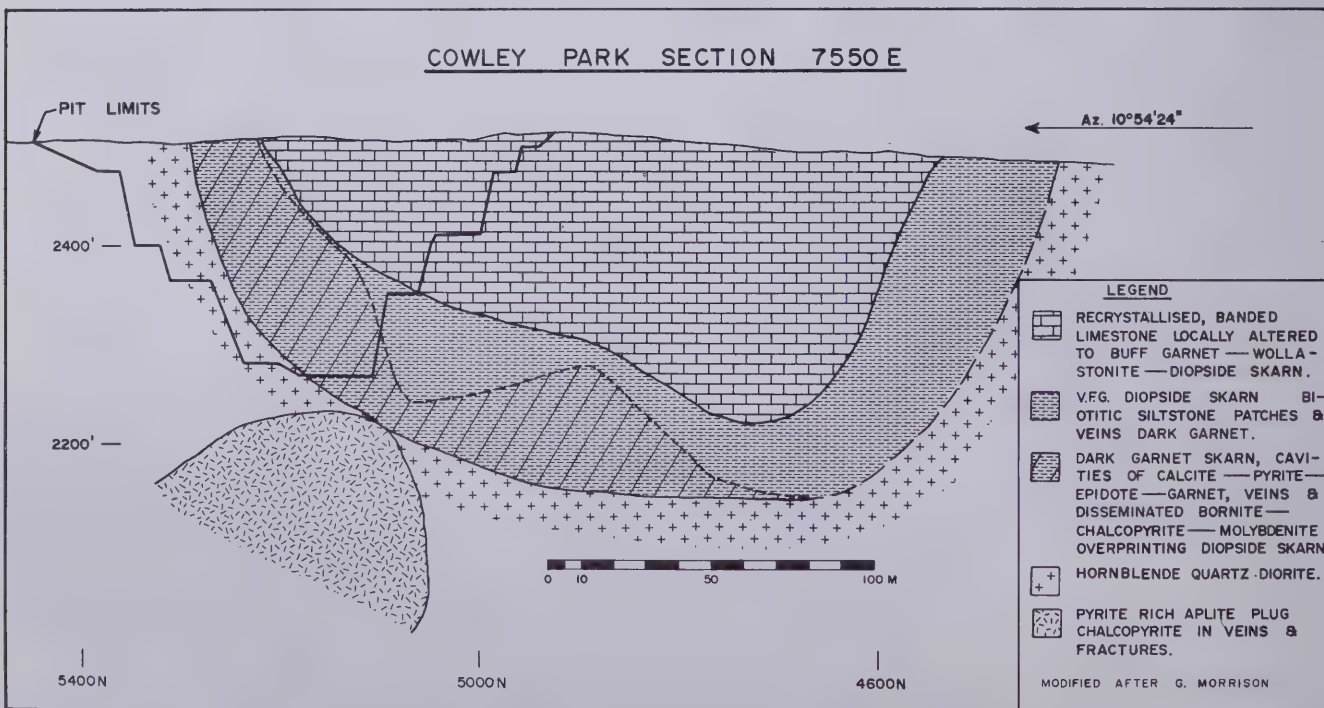 COWLEY PARK SECTION 7550 E
PIT LIMITS
Az. 10°54'24"
2400'
2200'
0 10 50 100 M
5400N
5000N
4600N
LEGEND
RECRYSTALLISED, BANDED
LIMESTONE LOCALLY ALTERED
TO BUFF GARNET — WOLLA-
STONITE — DIOPSIDE SKARN.
V.FG. DIOPSIDE SKARN BI-
OTITIC SILTSTONE PATCHES &
VEINS DARK GARNET.
DARK GARNET SKARN, CAVI-
TIES OF CALCITE — PYRITE —
EPIDOTE — GARNET, VEINS &
DISSEMINATED BORNITE —
CHALCOPYRITE — MOLYBDENITE
OVERPRINTING DIOPSIDE SKARN
HORNBLENDE QUARTZ DIORITE.
PYRITE RICH APLITE PLUG
CHALCOPYRITE IN VEINS &
FRACTURES.
MODIFIED AFTER G. MORRISON